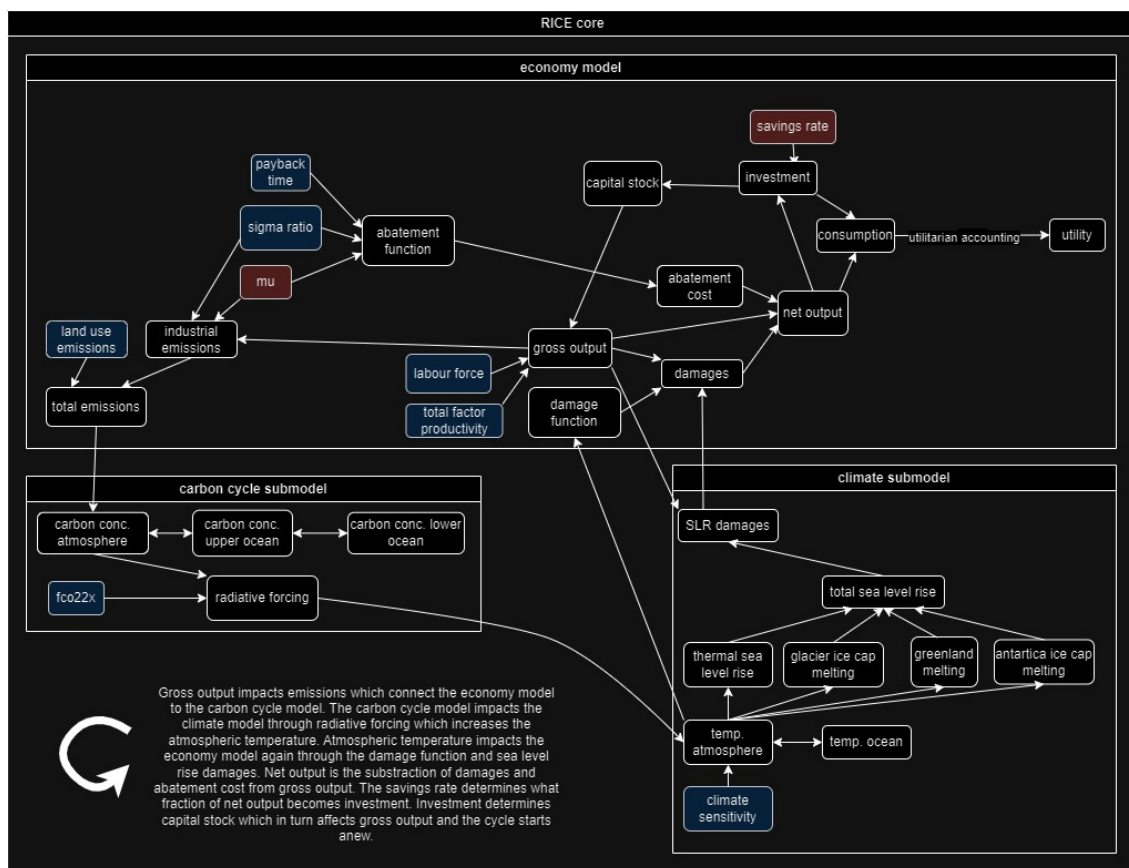 RICE core
economy model
savings rate
payback
time
capital stock
investment
sigma ratio
abatement
function
consumption
utilitarian accounting
utility
mu
abatement
cost
net output
land use
emissions
industrial
emissions
gross output
labour force
damages
total emissions
total factor
productivity
damage
function
carbon cycle submodel
climate submodel
carbon conc.
atmosphere
carbon conc.
upper ocean
carbon conc. lower
ocean
SLR damages
fco22x
radiative forcing
total sea level rise
thermal sea
level rise
glacier ice cap
melting
greenland
melting
antartica ice cap
melting
temp.
atmosphere
temp. ocean
climate
sensitivity
Gross output impacts emissions which connect the economy model
to the carbon cycle model. The carbon cycle model impacts the
climate model through radiative forcing which increases the
atmospheric temperature. Atmospheric temperature impacts the
economy model again through the damage function and sea level
rise damages. Net output is the substraction of damages and
abatement cost from gross output. The savings rate determines what
fraction of net output becomes investment. Investment determines
capital stock which in turn affects gross output and the cycle starts
anew.